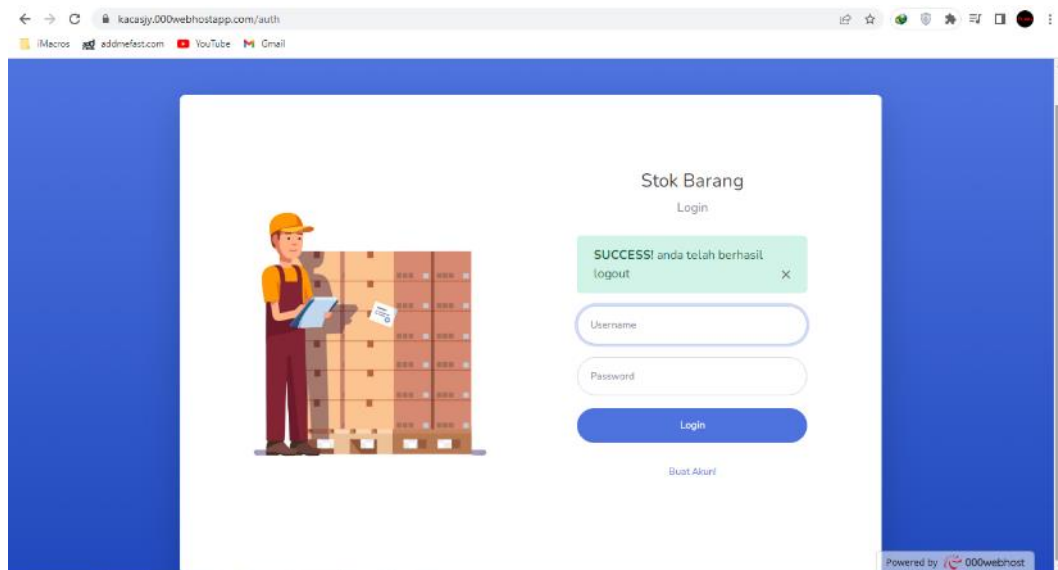 kacasjy.000webhostapp.com/auth
iMacros addmefast.com YouTube Gmail
Stok Barang
Login
SUCCESS! anda telah berhasil
logout
Username
Password
Login
Buat Akun!
Powered by 000webhost